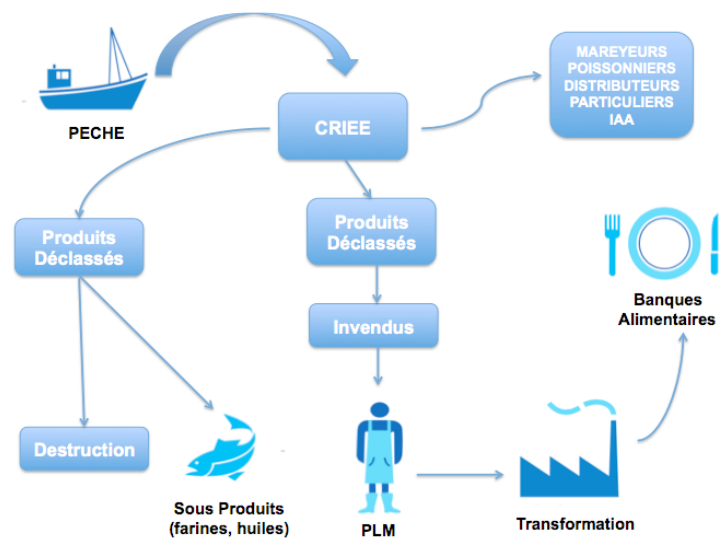 MAREYEURS
POISSONIERS
DISTRIBUTEURS
PARTICULIERS
IAA
PECHE
CRIEE
Produits
Déclassés
Produits
Déclassés
Banques
Alimentaires
Invendus
Destruction
Sous Produits
(farines, huiles)
PLM
Transformation